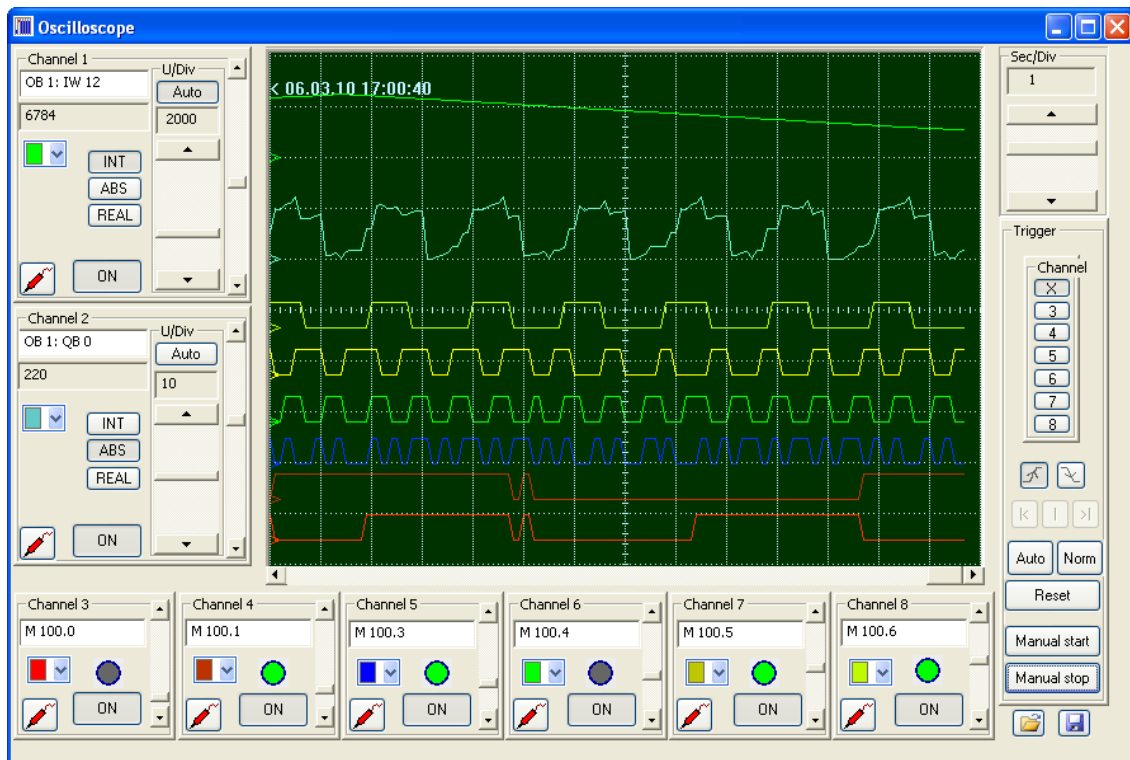 Oscilloscope
Channel 1
OB 1: IW 12
6784
INT
ABS
REAL
ON
U/Div
Auto
2000
Channel 2
OB 1: QB 0
220
INT
ABS
REAL
ON
U/Div
Auto
10
< 06.03.10 17:00:40
Sec/Div
1
Trigger
Channel
X
3
4
5
6
7
8
Auto Norm
Reset
Manual start
Manual stop
Channel 3
M 100.0
ON
Channel 4
M 100.1
ON
Channel 5
M 100.3
ON
Channel 6
M 100.4
ON
Channel 7
M 100.5
ON
Channel 8
M 100.6
ON